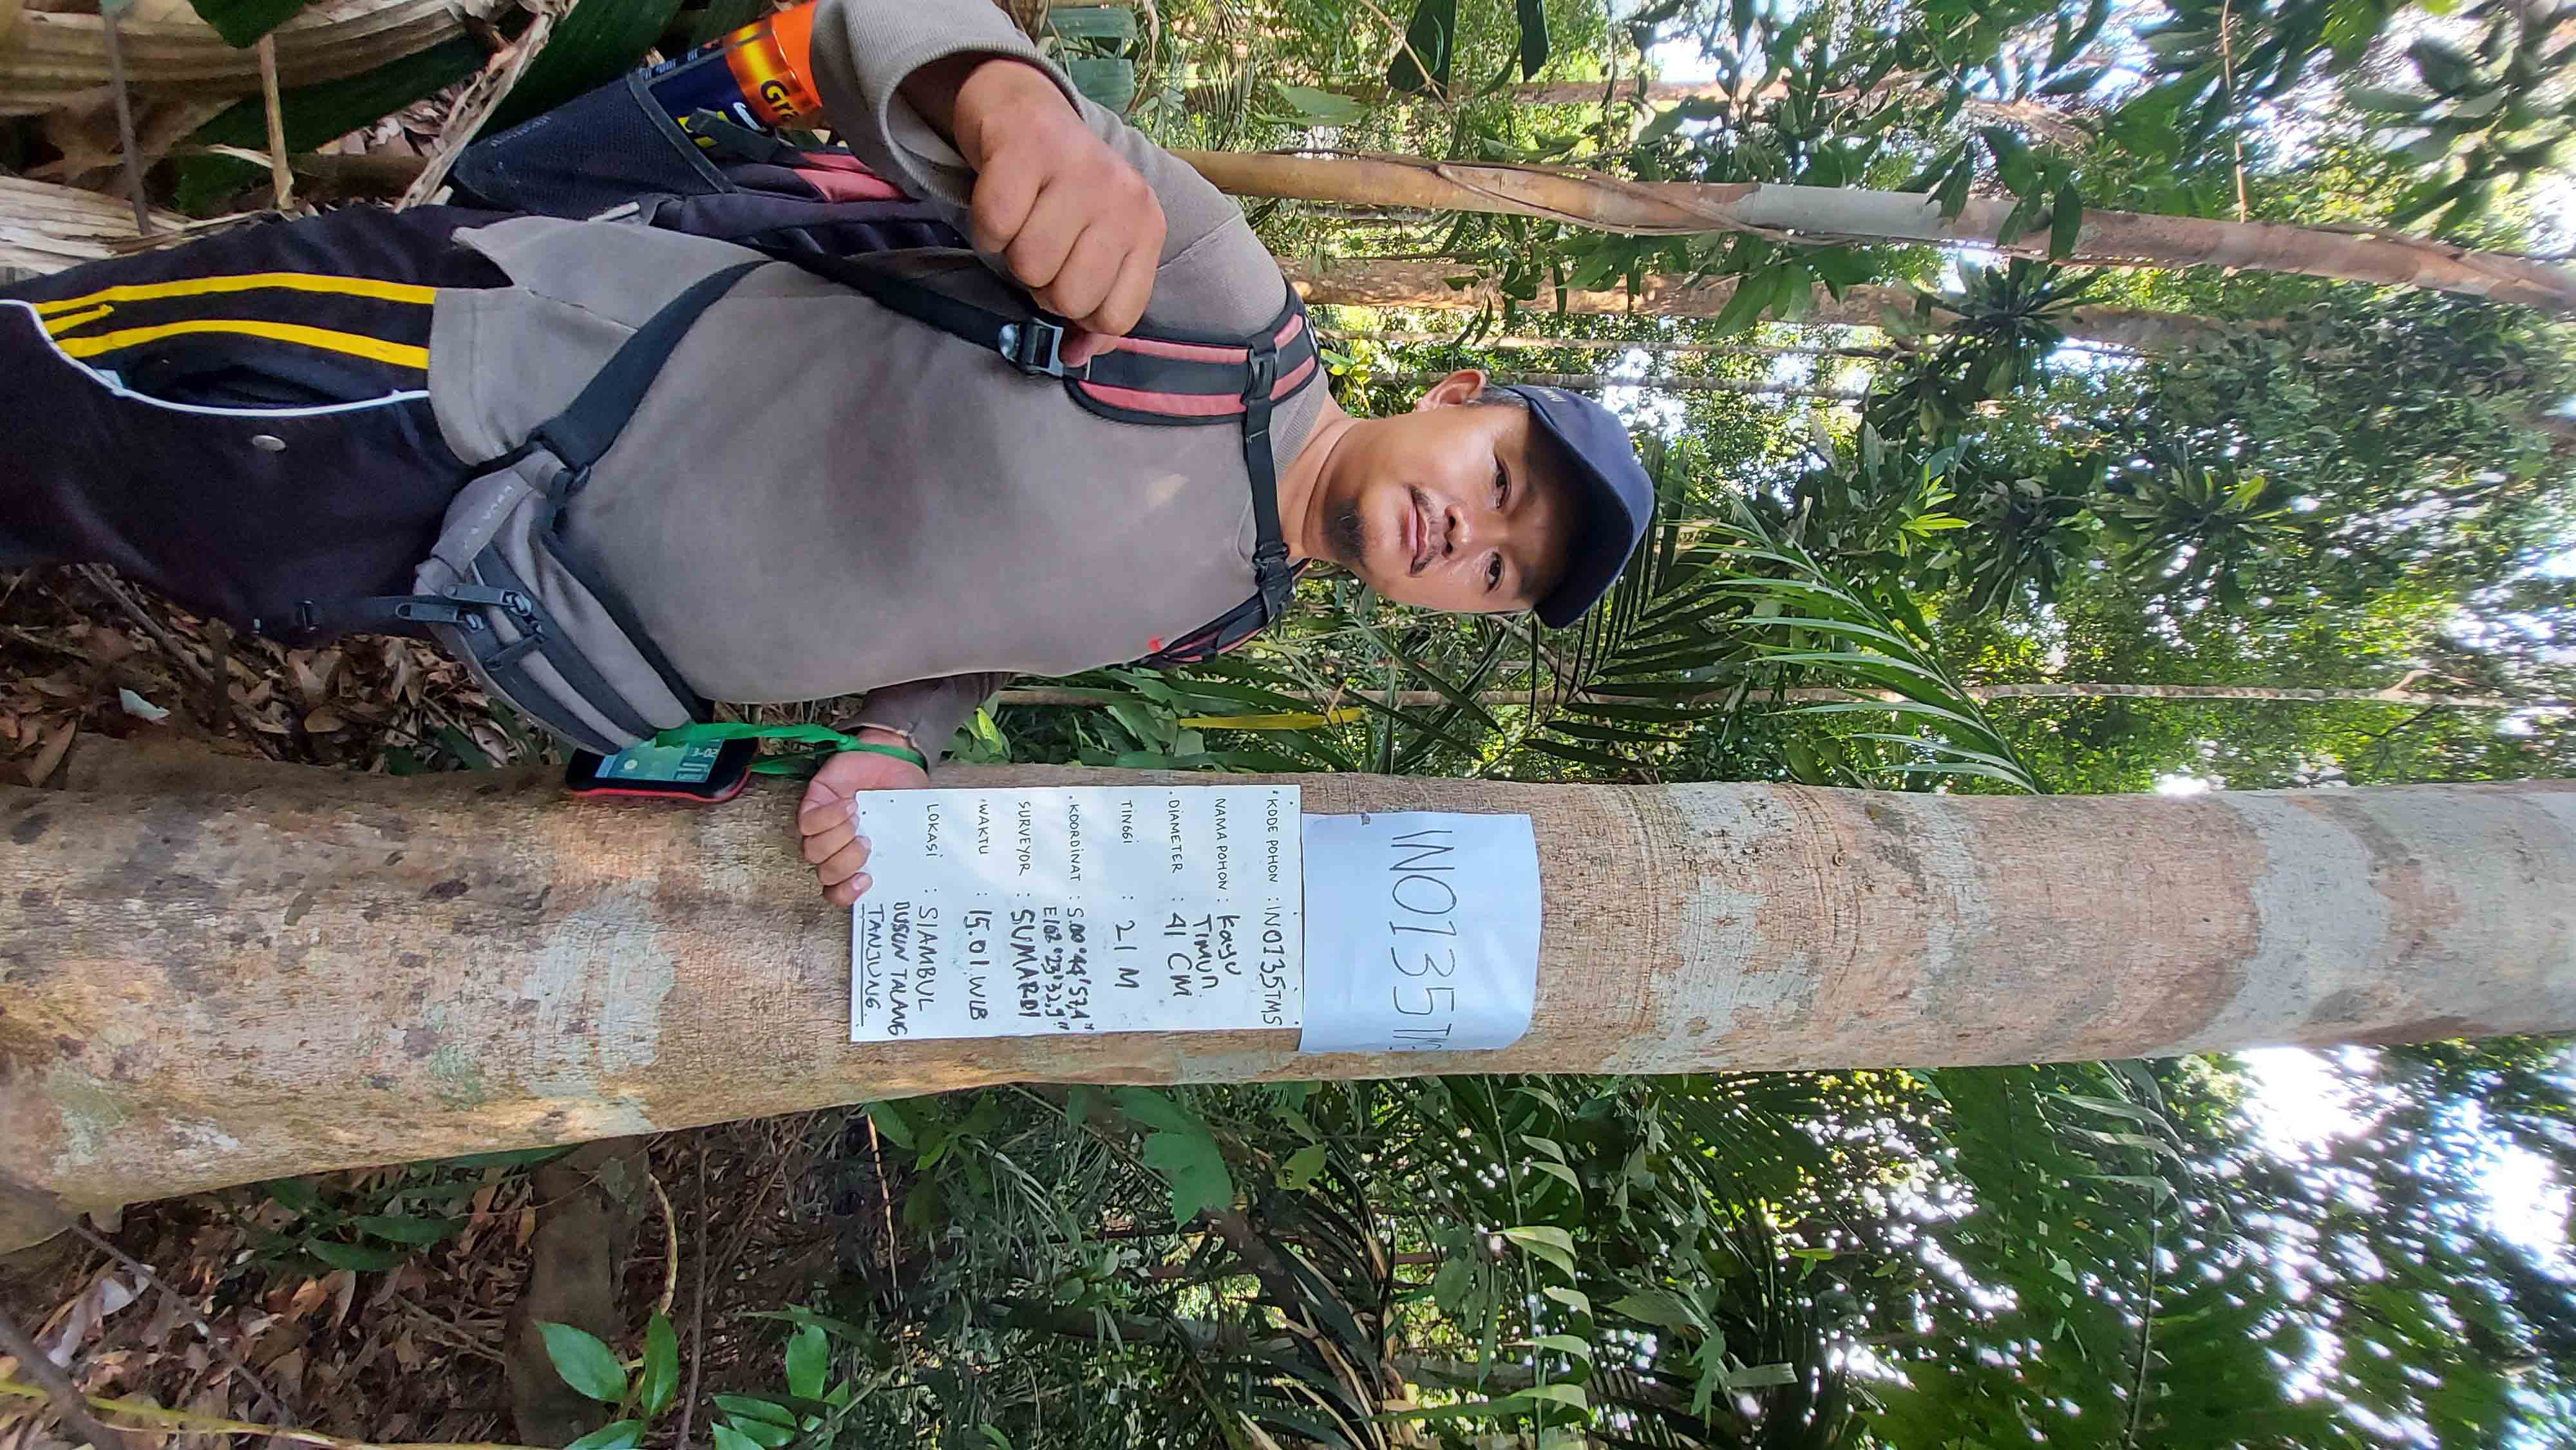 IN0135TMS
KODE POHON : IN0135TMS
NAMA POHON : Kayu
TIMUN.
DIAMETER : 41 CM
TINGGI : 21 M
KOORDINAT : S.00°44'57,4"
E102°23'32,9"
SURVEYOR : SUMARDI
WAKTU : 15.01 WIB
LOKASI : SIAMBUL
DUSUN TALANG
TANJUNG.